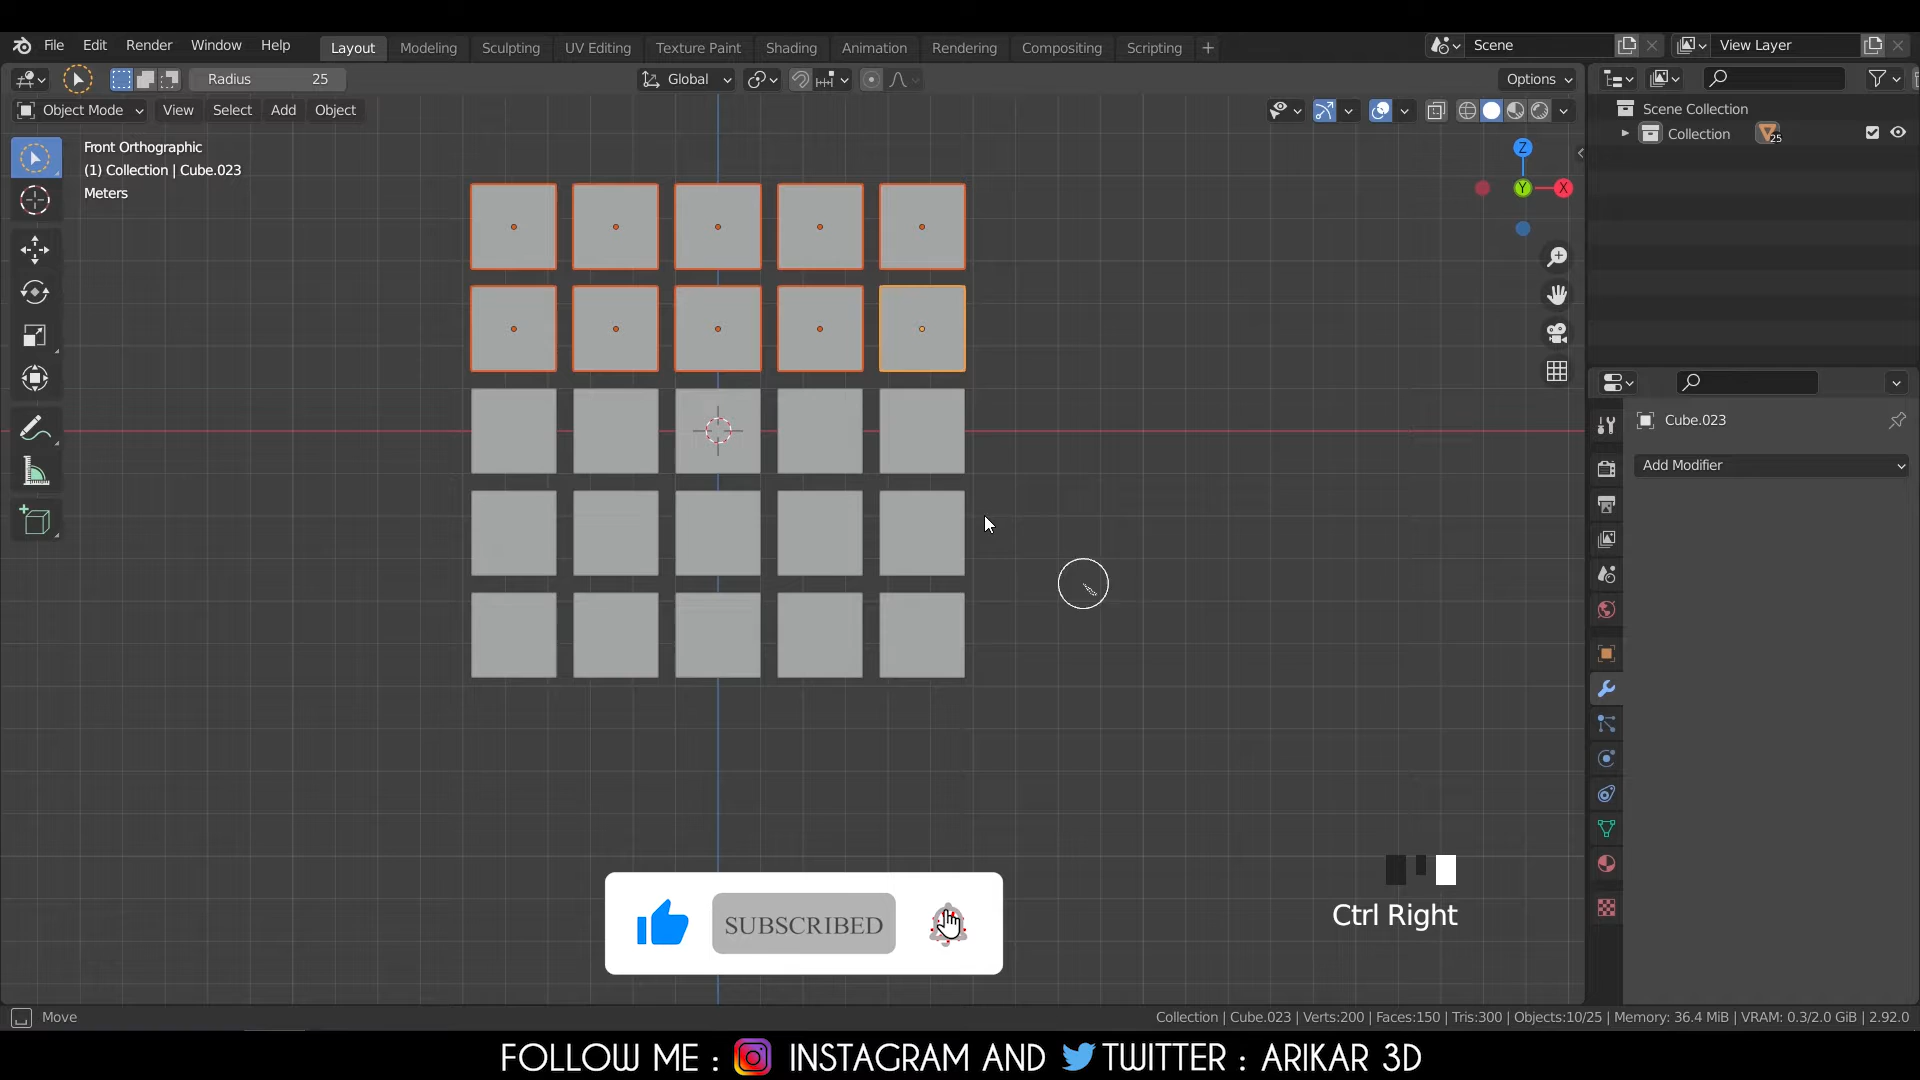 File Edit Render Window Help Layout Modeling Sculpting UV Editing Texture Paint Shading Animation Rendering Compositing Scripting + Scene View Layer
Radius 25 Global Options
Object Mode View Select Add Object
Scene Collection
Collection 25
Front Orthographic
(1) Collection | Cube.023
Meters
Z
Y X
Cube.023
Add Modifier
SUBSCRIBED
Ctrl Right
Move Collection | Cube.023 | Verts:200 | Faces:150 | Tris:300 | Objects:10/25 | Memory: 36.4 MiB | VRAM: 0.3/2.0 GiB | 2.92.0
FOLLOW ME : INSTAGRAM AND TWITTER : ARIKAR 3D